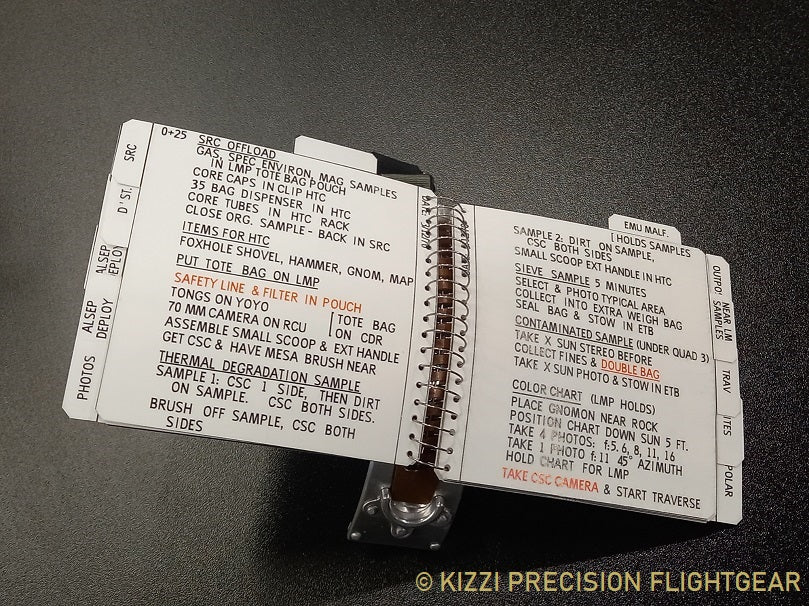 SRC
D' ST.
ALSEP
DEPLOY
ALSEP
DEPLOY
PHOTOS
0+25 SRC OFFLOAD
GAS, SPEC ENVIRON, MAG SAMPLES
IN LMP TOTE BAG POUCH
CORE CAPS IN CLIP HTC
35 BAG DISPENSER IN HTC
CORE TUBES IN HTC RACK
CLOSE ORG. SAMPLE - BACK IN SRC
ITEMS FOR HTC
FOXHOLE SHOVEL, HAMMER, GNOM, MAP
PUT TOTE BAG ON LMP
SAFETY LINE & FILTER IN POUCH
TONGS ON YOYO
70 MM CAMERA ON RCU
TOTE BAG
ON CDR
ASSEMBLE SMALL SCOOP & EXT HANDLE
GET CSC & HAVE MESA BRUSH NEAR
THERMAL DEGRADATION SAMPLE
SAMPLE 1: CSC 1 SIDE, THEN DIRT
ON SAMPLE. CSC BOTH SIDES.
BRUSH OFF SAMPLE, CSC BOTH
SIDES
EMU MALF.
[HOLDS SAMPLES
SAMPLE 2: DIRT ON SAMPLE,
CSC BOTH SIDES
SMALL SCOOP EXT HANDLE IN HTC
SIEVE SAMPLE 5 MINUTES
SELECT & PHOTO TYPICAL AREA
COLLECT INTO EXTRA WEIGH BAG
SEAL BAG & STOW IN ETB
CONTAMINATED SAMPLE (UNDER QUAD 3)
TAKE X SUN STEREO BEFORE
COLLECT FINES & DOUBLE BAG
TAKE X SUN PHOTO & STOW IN ETB
COLOR CHART (LMP HOLDS)
PLACE GNOMON NEAR ROCK
POSITION CHART DOWN SUN 5 FT.
TAKE 4 PHOTOS: f:5.6, 8, 11, 16
TAKE 1 PHOTO f:11 45° AZIMUTH
HOLD CHART FOR LMP
TAKE CSC CAMERA & START TRAVERSE
OUTPO
SAMPLES
NEAR LM
TRAV
ITES
POLAR
© KIZZI PRECISION FLIGHTGEAR